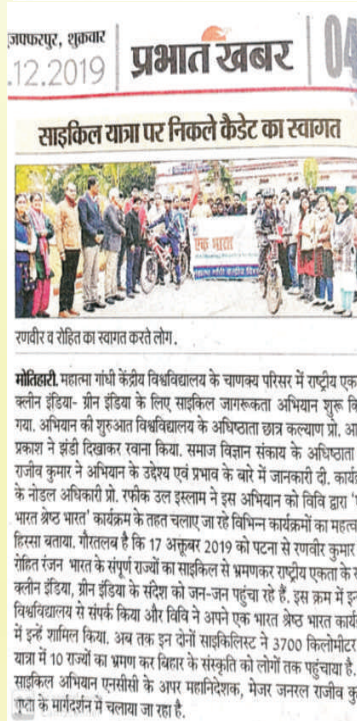 जफ्फरपुर, शुक्रवार
.12.2019
प्रभात खबर
04
साइकिल यात्रा पर निकले कैडेट का स्वागत
एक भारत
महात्मा गांधी केंद्रीय विश्व
रणवीर व रोहित का स्वागत करते लोग.
मोतिहारी. महात्मा गांधी केंद्रीय विश्वविद्यालय के चाणक्य परिसर में राष्ट्रीय एक
क्लीन इंडिया- ग्रीन इंडिया के लिए साइकिल जागरूकता अभियान शुरू कि
गया. अभियान की शुरुआत विश्वविद्यालय के अधिष्ठाता छात्र कल्याण प्रो. आ
प्रकाश ने झंडी दिखाकर रवाना किया. समाज विज्ञान संकाय के अधिष्ठाता
राजीव कुमार ने अभियान के उद्देश्य एवं प्रभाव के बारे में जानकारी दी. कार्य
के नोडल अधिकारी प्रो. रफीक उल इस्लाम ने इस अभियान को विवि द्वारा '
भारत श्रेष्ठ भारत' कार्यक्रम के तहत चलाए जा रहे विभिन्न कार्यक्रमों का महत्व
हिस्सा बताया. गौरतलब है कि 17 अक्तूबर 2019 को पटना से रणवीर कुमार
रोहित रंजन भारत के संपूर्ण राज्यों का साइकिल से भ्रमणकर राष्ट्रीय एकता के स
क्लीन इंडिया, ग्रीन इंडिया के संदेश को जन-जन पहुंचा रहे हैं. इस क्रम में इन
विश्वविद्यालय से संपर्क किया और विवि ने अपने एक भारत श्रेष्ठ भारत कार्य
में इन्हें शामिल किया. अब तक इन दोनों साइकिलिस्ट ने 3700 किलोमीटर
यात्रा में 10 राज्यों का भ्रमण कर बिहार के संस्कृति को लोगों तक पहुंचाया है.
साइकिल अभियान एनसीसी के अपर महानिदेशक, मेजर जनरल राजीव कु
गुप्ता के मार्गदर्शन में चलाया जा रहा है.